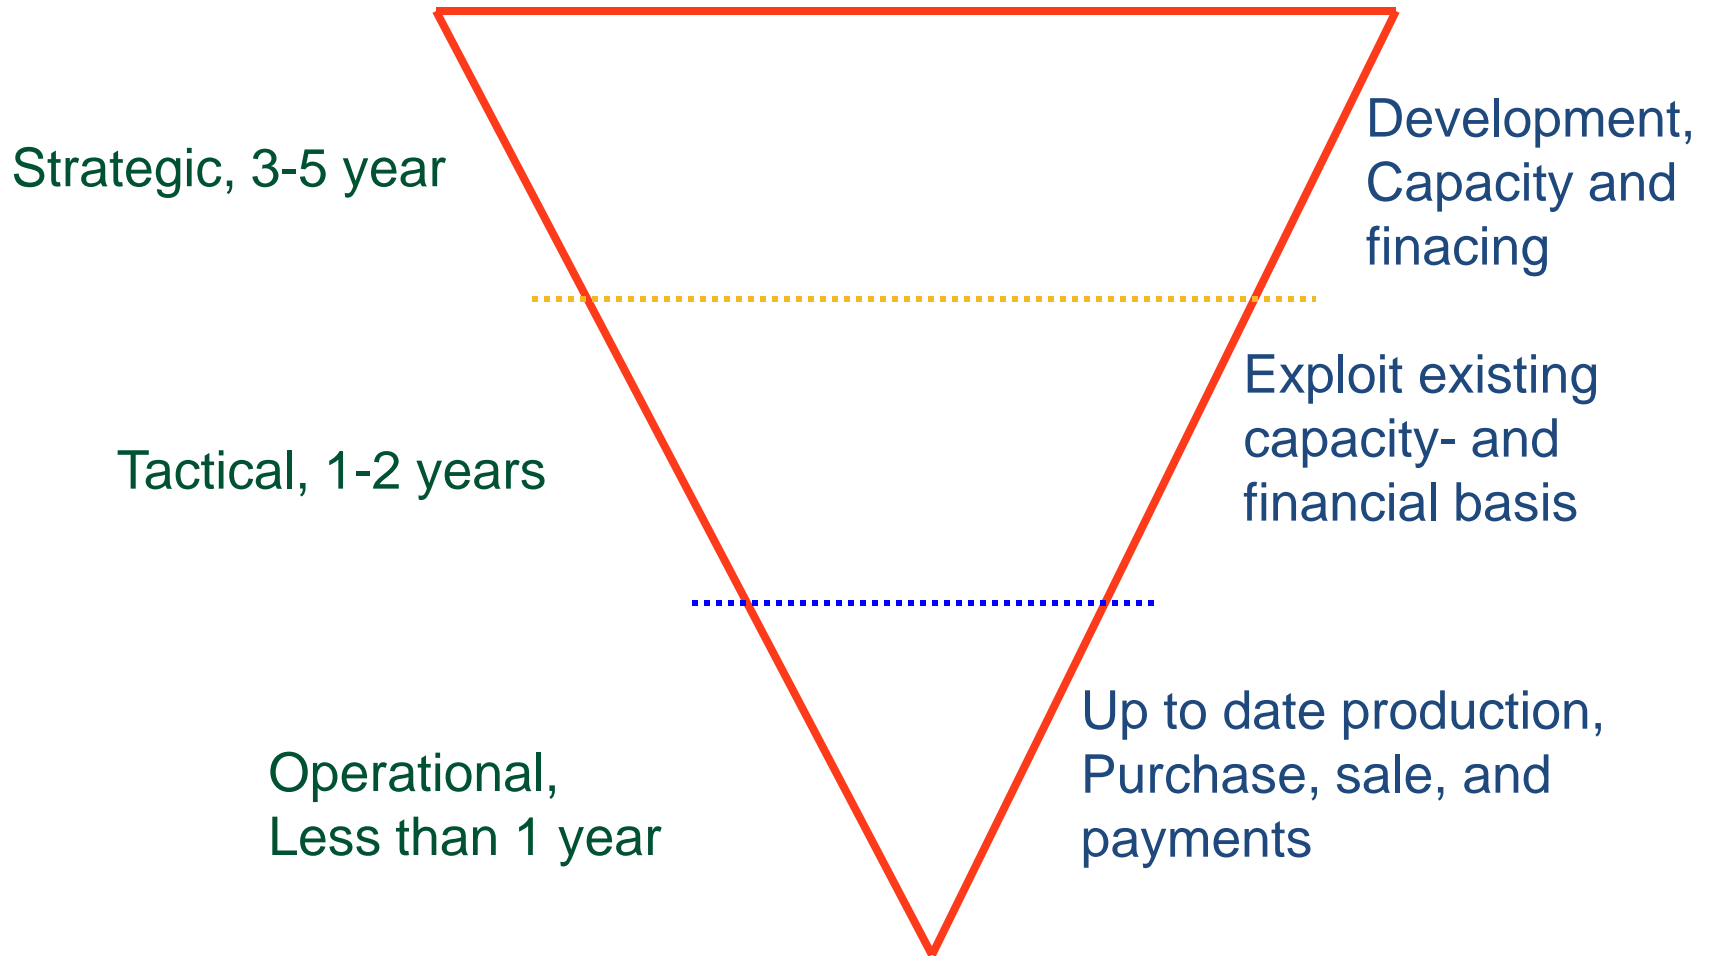 Strategic, 3-5 year
Development,
Capacity and
finacing
Tactical, 1-2 years
Exploit existing
capacity- and
financial basis
Operational,
Less than 1 year
Up to date production,
Purchase, sale, and
payments